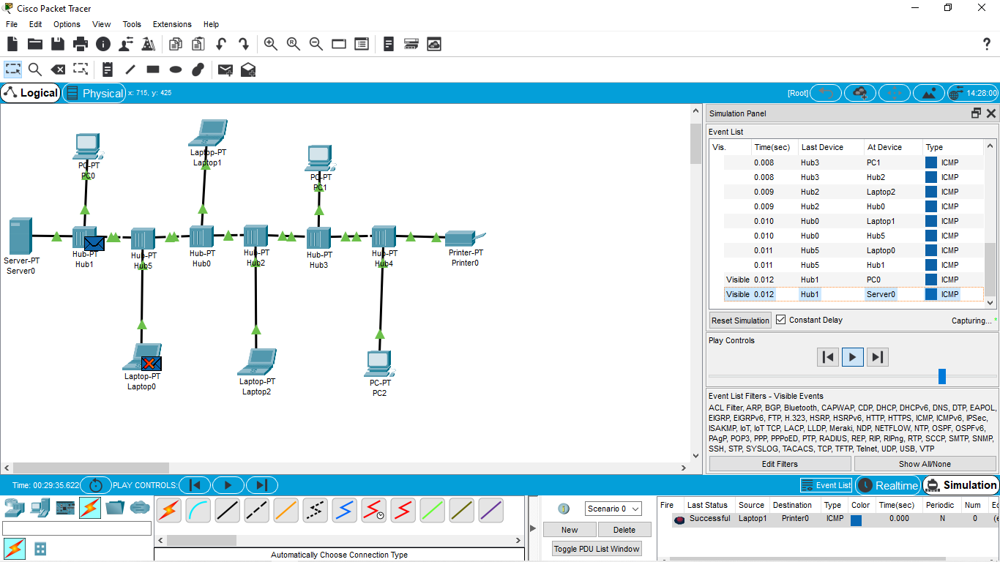 Cisco Packet Tracer
File Edit Options View Tools Extensions Help
?
Logical Physical x: 715, y: 425 [Root] 14:28:00
PC-PT
PC0
Laptop-PT
Laptop1
PC-PT
PC1
Server-PT
Server0
Hub-PT
Hub1
Hub-PT
Hub5
Hub-PT
Hub0
Hub-PT
Hub2
Hub-PT
Hub3
Hub-PT
Hub4
Printer-PT
Printer0
Laptop-PT
Laptop0
Laptop-PT
Laptop2
PC-PT
PC2
Simulation Panel
Event List
Vis. Time(sec) Last Device At Device Type
0.008 Hub3 PC1 ICMP
0.008 Hub3 Hub2 ICMP
0.009 Hub2 Laptop2 ICMP
0.009 Hub2 Hub0 ICMP
0.010 Hub0 Laptop1 ICMP
0.010 Hub0 Hub5 ICMP
0.011 Hub5 Laptop0 ICMP
0.011 Hub5 Hub1 ICMP
Visible 0.012 Hub1 PC0 ICMP
Visible 0.012 Hub1 Server0 ICMP
Reset Simulation Constant Delay Capturing... *
Play Controls
Event List Filters - Visible Events
ACL Filter, ARP, BGP, Bluetooth, CAPWAP, CDP, DHCP, DHCPv6, DNS, DTP, EAPOL,
EIGRP, EIGRPv6, FTP, H.323, HSRP, HSRPv6, HTTP, HTTPS, ICMP, ICMPv6, IPSec,
ISAKMP, IoT, IoT TCP, LACP, LLDP, Meraki, NDP, NETFLOW, NTP, OSPF, OSPFv6,
PAgP, POP3, PPP, PPPoED, PTP, RADIUS, REP, RIP, RIPng, RTP, SCCP, SMTP, SNMP,
SSH, STP, SYSLOG, TACACS, TCP, TFTP, Telnet, UDP, USB, VTP
Edit Filters Show All/None
Time: 00:29:35.622 PLAY CONTROLS: Event List Realtime Simulation
Automatically Choose Connection Type
Scenario 0
New Delete
Toggle PDU List Window
Fire Last Status Source Destination Type Color Time(sec) Periodic Num Ec
Successful Laptop1 Printer0 ICMP 0.000 N 0 (e